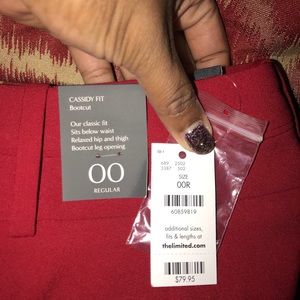 CASSIDY FIT
Bootcut
Our classic fit
Sits below waist
Relaxed hip and thigh
Bootcut leg opening
00
REGULAR
SIZE
00R
60859819
additional sizes,
fits & lengths at
thelimited.com
$79.95